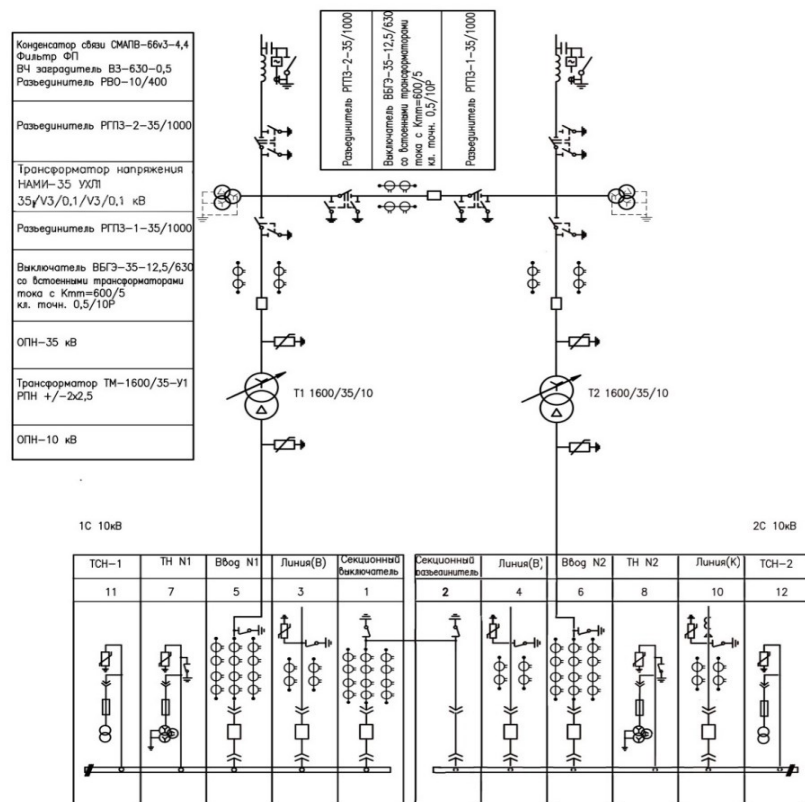 Конденсатор связи СМАПВ-66v3-4,4
Фильтр ФП
ВЧ заградитель ВЗ-630-0,5
Разъединитель РВО-10/400
Разъединитель РГПЗ-2-35/1000
Трансформатор напряжения
НАМИ-35 УХЛ1
35/√3/0,1/√3/0,1 кВ
Разъединитель РГПЗ-1-35/1000
Выключатель ВБГЭ-35-12,5/630
со встоенными трансформаторами
тока с Kmm=600/5
кл. точн. 0,5/10Р
ОПН-35 кВ
Трансформатор ТМ-1600/35-У1
РПН +/-2x2,5
ОПН-10 кВ
Разъединитель РГПЗ-2-35/1000
Выключатель ВБГЭ-35-12,5/630
со встоенными трансформаторами
тока с Kmm=600/5
кл. точн. 0,5/10Р
Разъединитель РГПЗ-1-35/1000
Т1 1600/35/10
Т2 1600/35/10
1С 10кВ
2С 10кВ
ТСН-1
ТН N1
Ввод N1
Линия(В)
Секционный
выключатель
Секционный
разъединитель
Линия(В)
Ввод N2
ТН N2
Линия(К)
ТСН-2
11
7
5
3
1
2
4
6
8
10
12